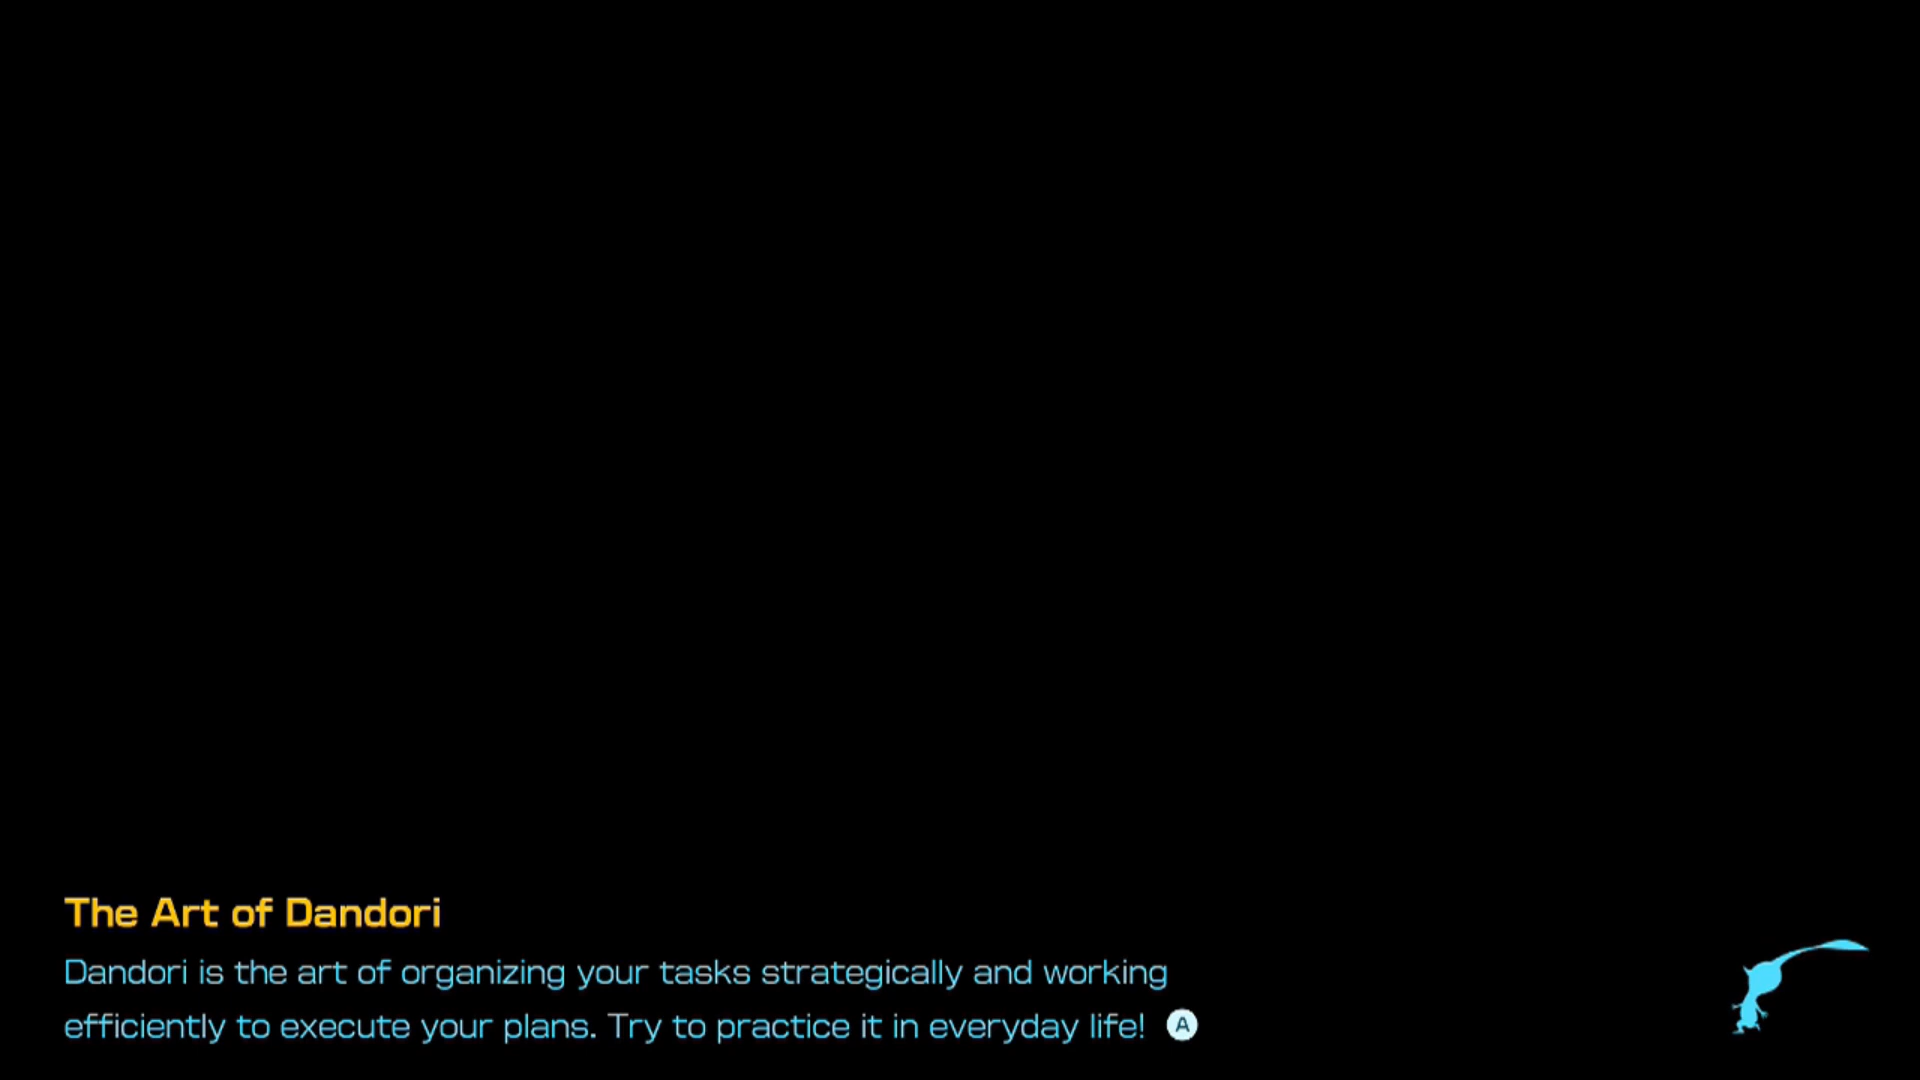 The Art of Dandori
Dandori is the art of organizing your tasks strategically and working
efficiently to execute your plans. Try to practice it in everyday life! A